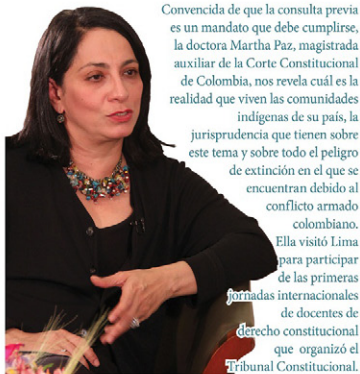 Convencida de que la consulta previa
es un mandato que debe cumplirse,
la doctora Martha Paz, magistrada
auxiliar de la Corte Constitucional
de Colombia, nos revela cuál es la
realidad que viven las comunidades
indígenas de su país, la
jurisprudencia que tienen sobre
este tema y sobre todo el peligro
de extinción en el que se
encuentran debido al
conflicto armado
colombiano.
Ella visitó Lima
para participar
de las primeras
jornadas internacionales
de docentes de
derecho constitucional
que organizó el
Tribunal Constitucional.